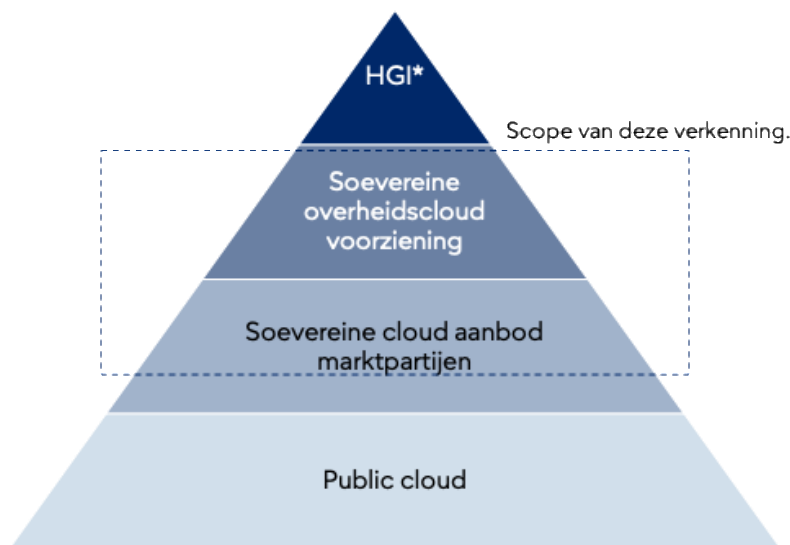 HGI*
Scope van deze verkenning.
Soevereine
overheidscloud
voorziening
Soevereine cloud aanbod
marktpartijen
Public cloud